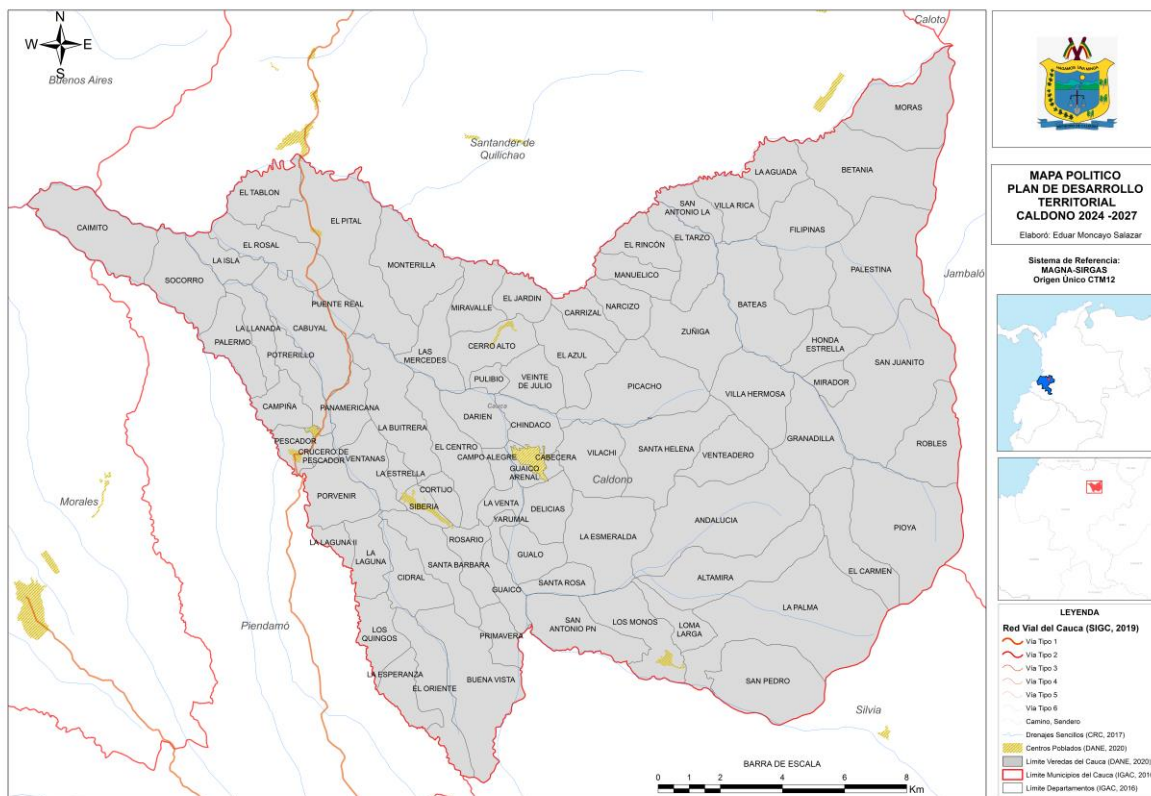 N
W
E
S
Buenos Aires
Caloto
Santander de
Quilichao
Jambaló
Morales
Piendamó
Silvia
Caldono
Cauca
MORAS
LA AGUADA
BETANIA
EL TABLON
SAN
ANTONIO LA
VILLA RICA
CAIMITO
EL PITAL
FILIPINAS
EL ROSAL
EL RINCÓN
EL TARZO
LA ISLA
MONTERILLA
SOCORRO
MANUELICO
PALESTINA
EL JARDIN
PUENTE REAL
MIRAVALLE
CARRIZAL
NARCIZO
BATEAS
LA LLANADA
CABUYAL
ZUÑIGA
PALERMO
HONDA
ESTRELLA
POTRERILLO
LAS
MERCEDES
CERRO ALTO
EL AZUL
SAN JUANITO
PULIBIO
VEINTE
DE JULIO
PICACHO
MIRADOR
VILLA HERMOSA
CAMPIÑA
PANAMERICANA
DARIEN
CHINDACO
LA BUITRERA
PESCADOR
EL CENTRO
GRANADILLA
ROBLES
CRUCERO DE
PESCADOR
VENTANAS
CAMPO ALEGRE
CABECERA
VILACHI
SANTA HELENA
VENTEADERO
LA ESTRELLA
GUAICO
ARENAL
CORTIJO
PORVENIR
SIBERIA
LA VENTA
DELICIAS
YARUMAL
ANDALUCIA
PIOYA
LA LAGUNA II
ROSARIO
LA ESMERALDA
LA
LAGUNA
GUALO
SANTA BARBARA
CIDRAL
SANTA ROSA
ALTAMIRA
EL CARMEN
GUAICO
LA PALMA
SAN
ANTONIO PN
LOS MONOS
LOMA
LARGA
LOS
QUINGOS
PRIMAVERA
LA ESPERANZA
BUENA VISTA
SAN PEDRO
EL ORIENTE
BARRA DE ESCALA
0 1 2 4 6 8
Km
MAPA POLITICO
PLAN DE DESARROLLO
TERRITORIAL
CALDONO 2024 -2027
Elaboró: Eduar Moncayo Salazar
Sistema de Referencia:
MAGNA-SIRGAS
Origen Único CTM12
LEYENDA
Red Vial del Cauca (SIGC, 2019)
Vía Tipo 1
Vía Tipo 2
Vía Tipo 3
Vía Tipo 4
Vía Tipo 5
Vía Tipo 6
Camino, Sendero
Drenajes Sencillos (CRC, 2017)
Centros Poblados (DANE, 2020)
Límite Veredas del Cauca (DANE, 2020)
Límite Municipios del Cauca (IGAC, 201
Límite Departamentos (IGAC, 2016)